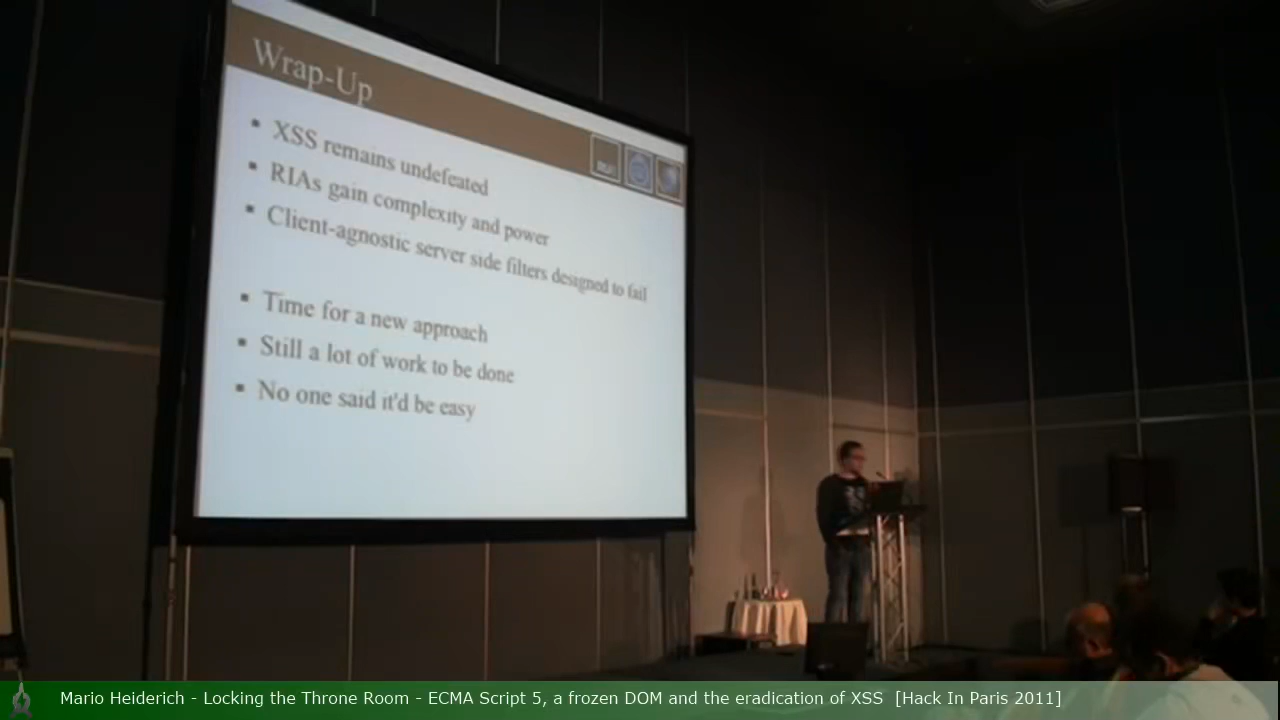 Wrap-Up
XSS remains undefeated
RIAs gain complexity and power
Client-agnostic server side filters designed to fail
Time for a new approach
Still a lot of work to be done
No one said it'd be easy
Mario Heiderich - Locking the Throne Room - ECMA Script 5, a frozen DOM and the eradication of XSS [Hack In Paris 2011]